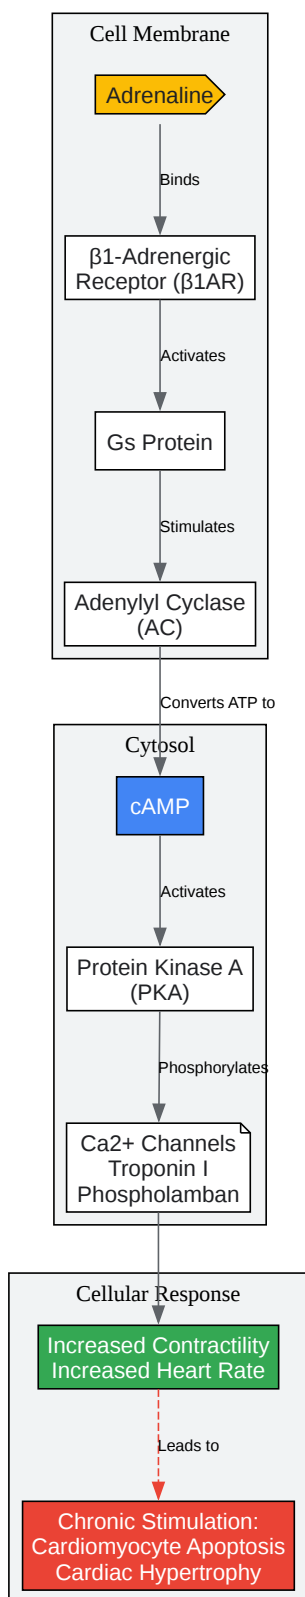 Cell Membrane
Adrenaline
Binds
β1-Adrenergic
Receptor (β1AR)
Activates
Gs Protein
Stimulates
Adenylyl Cyclase
(AC)
Converts ATP to
Cytosol
cAMP
Activates
Protein Kinase A
(PKA)
Phosphorylates
Ca2+ Channels
Troponin I
Phospholamban
Cellular Response
Increased Contractility
Increased Heart Rate
Leads to
Chronic Stimulation:
Cardiomyocyte Apoptosis
Cardiac Hypertrophy